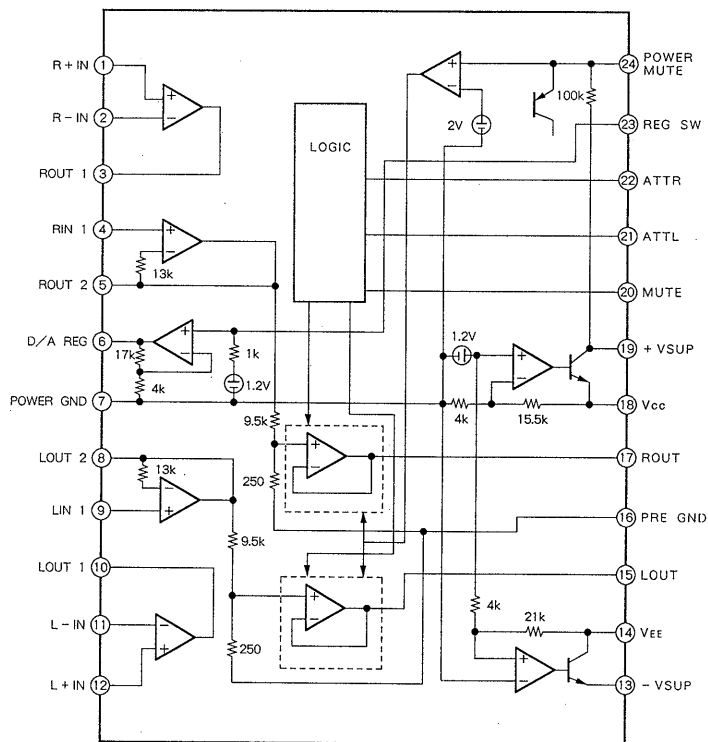 R+IN 1
R-IN 2
ROUT 1 3
RIN 1 4
13k
ROUT 2 5
D/A REG 6
17k
1k
4k
1.2V
POWER GND 7
LOUT 2 8
13k
LIN 1 9
9.5k
LOUT 1 10
L-IN 11
250
L+IN 12
LOGIC
9.5k
250
2V
100k
24 POWER
MUTE
23 REG SW
22 ATTR
21 ATTL
20 MUTE
1.2V
19 +VSUP
4k
15.5k
18 Vcc
17 ROUT
16 PRE GND
15 LOUT
4k
21k
14 VEE
13 -VSUP